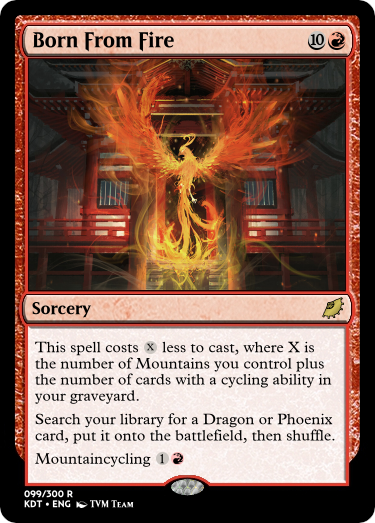 Born From Fire 10
Sorcery
This spell costs X less to cast, where X is
the number of Mountains you control plus
the number of cards with a cycling ability in
your graveyard.
Search your library for a Dragon or Phoenix
card, put it onto the battlefield, then shuffle.
Mountaincycling 1
099/300 R
KDT • ENG TVM Team